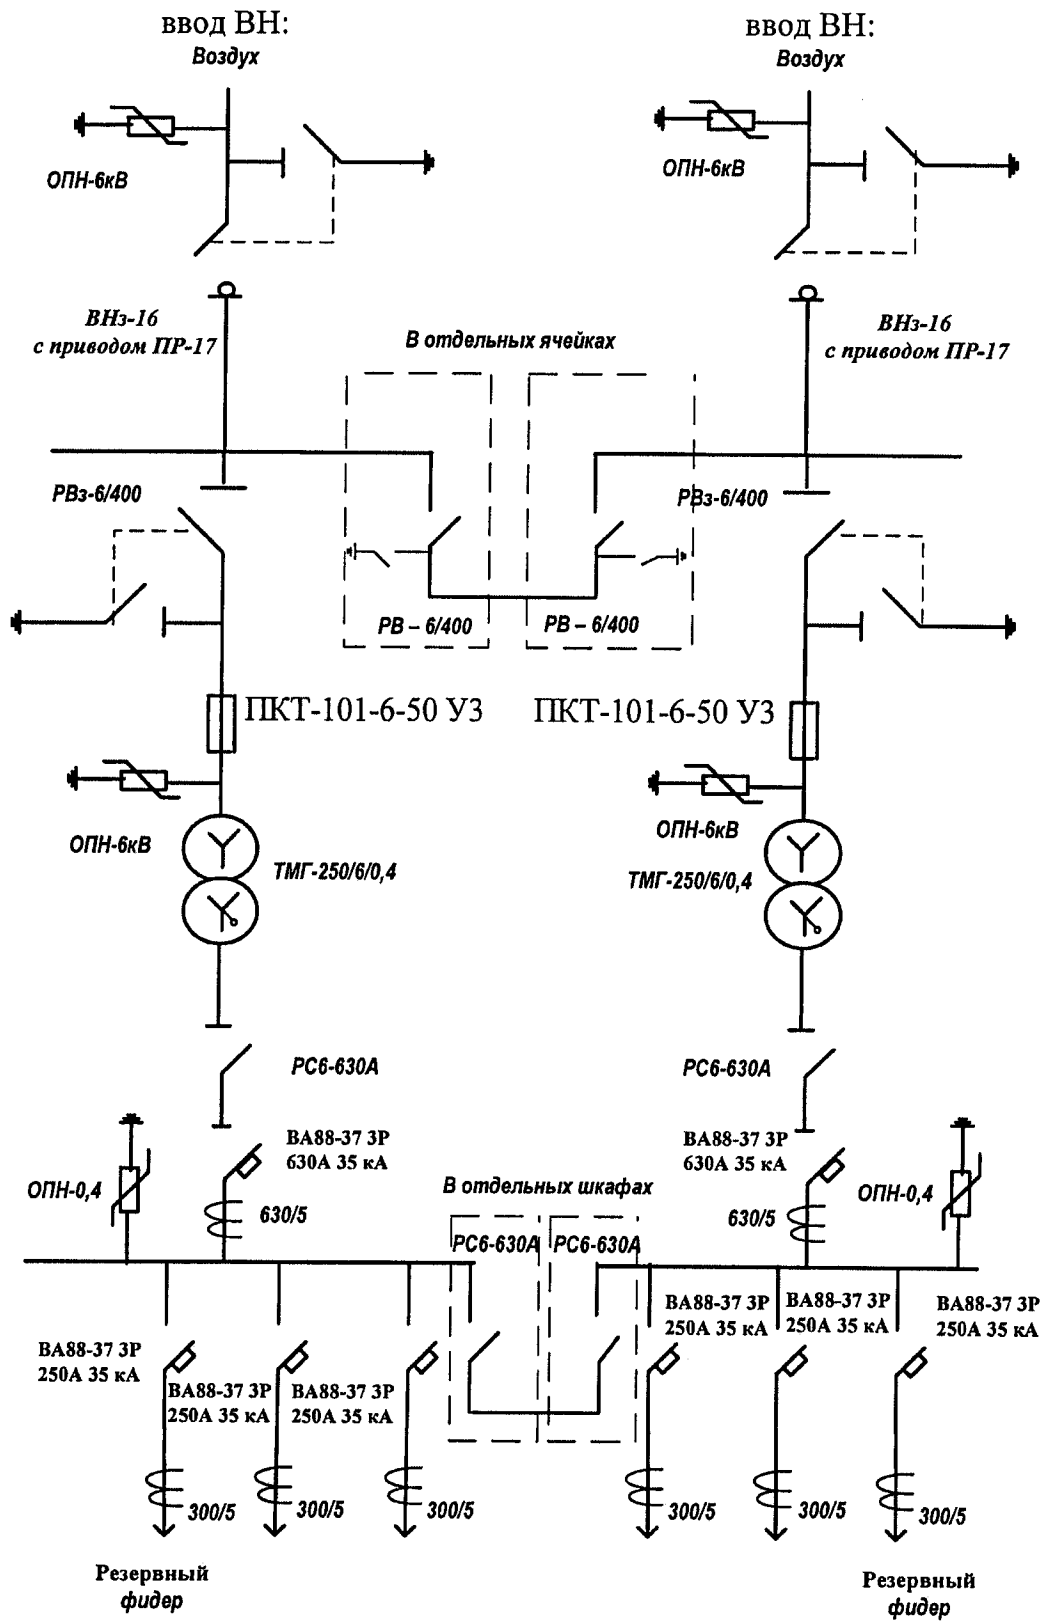 ввод ВН:
Воздух
ввод ВН:
Воздух
ОПН-6кВ
ОПН-6кВ
ВНз-16
с приводом ПР-17
В отдельных ячейках
ВНз-16
с приводом ПР-17
РВз-6/400
РВз-6/400
РВ – 6/400
РВ – 6/400
ПКТ-101-6-50 У3
ПКТ-101-6-50 У3
ОПН-6кВ
ОПН-6кВ
ТМГ-250/6/0,4
ТМГ-250/6/0,4
РС6-630А
РС6-630А
ВА88-37 3Р
630А 35 кА
ВА88-37 3Р
630А 35 кА
ОПН-0,4
630/5
В отдельных шкафах
630/5
ОПН-0,4
РС6-630А
РС6-630А
ВА88-37 3Р
250А 35 кА
ВА88-37 3Р
250А 35 кА
ВА88-37 3Р
250А 35 кА
ВА88-37 3Р
250А 35 кА
ВА88-37 3Р
250А 35 кА
ВА88-37 3Р
250А 35 кА
300/5
300/5
300/5
300/5
300/5
300/5
Резервный
фидер
Резервный
фидер